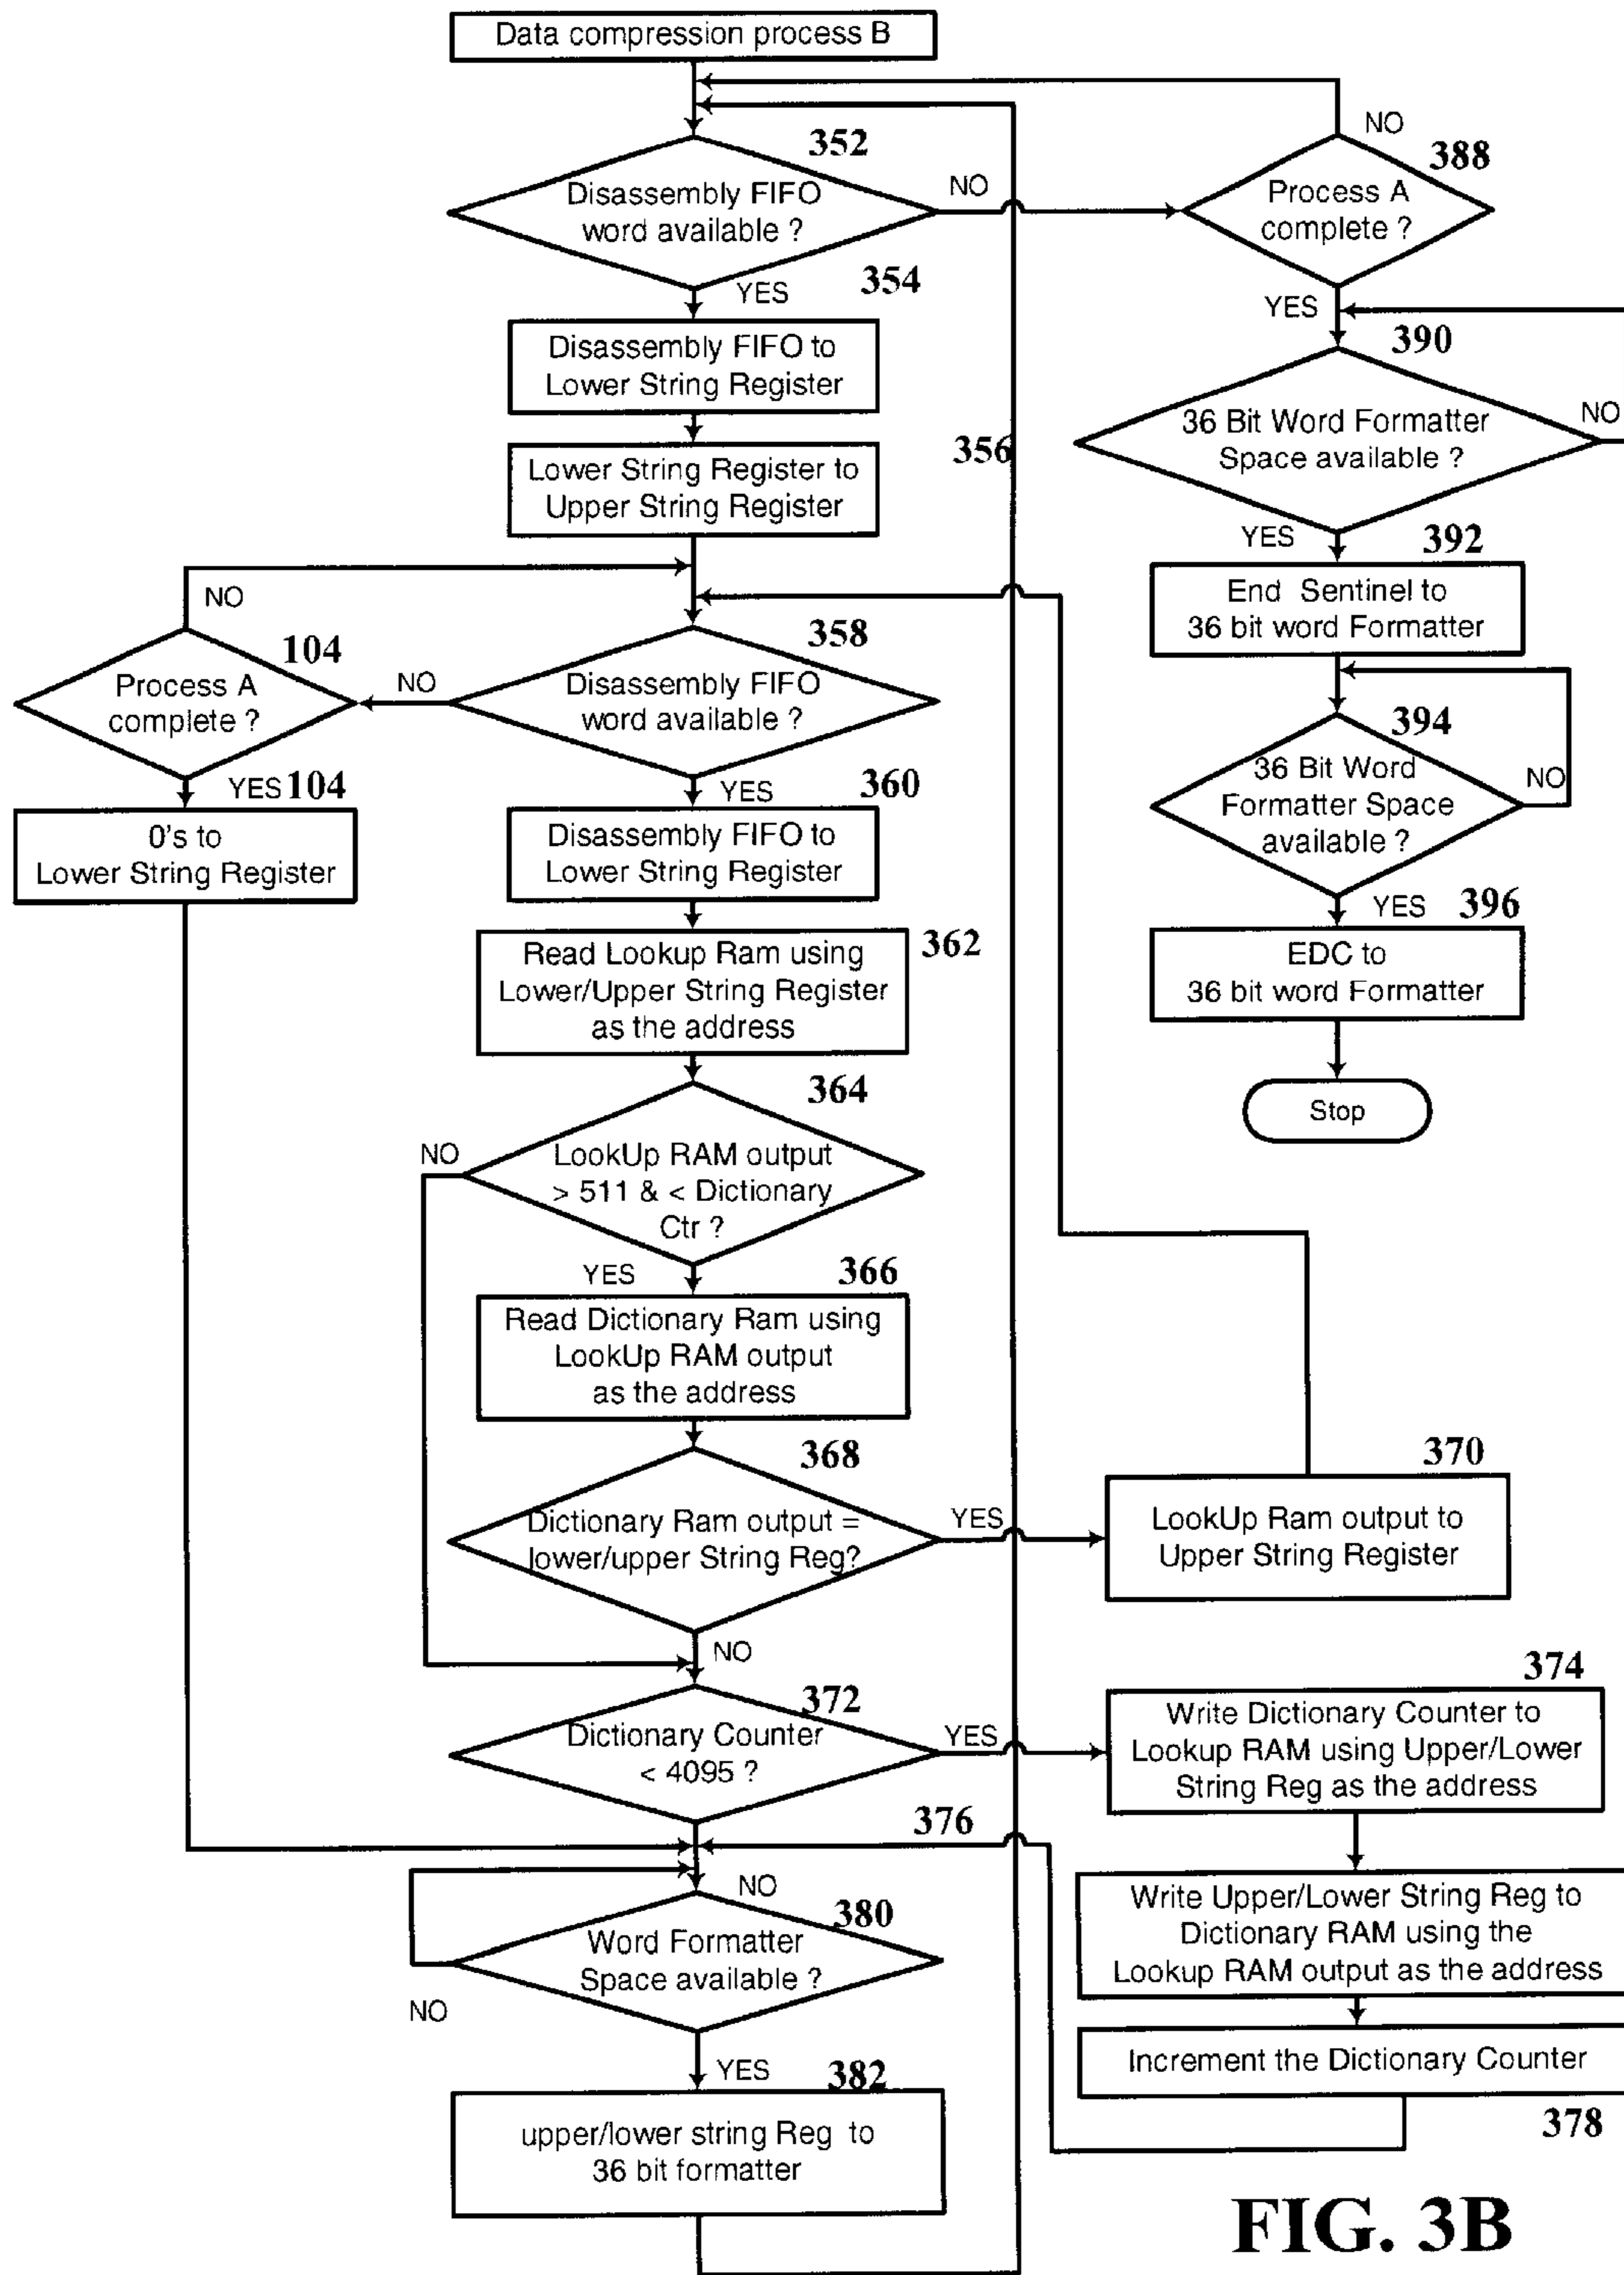 Data compression process B
352
Disassembly FIFO
word available ?
NO
NO
388
Process A
complete ?
YES
354
Disassembly FIFO to
Lower String Register
356
Lower String Register to
Upper String Register
YES
390
36 Bit Word Formatter
Space available ?
NO
YES
392
End Sentinel to
36 bit word Formatter
394
36 Bit Word
Formatter Space
available ?
NO
YES
396
EDC to
36 bit word Formatter
Stop
NO
104
Process A
complete ?
NO
358
Disassembly FIFO
word available ?
YES
104
0's to
Lower String Register
YES
360
Disassembly FIFO to
Lower String Register
362
Read Lookup Ram using
Lower/Upper String Register
as the address
364
NO
LookUp RAM output
> 511 & < Dictionary
Ctr ?
YES
366
Read Dictionary Ram using
LookUp RAM output
as the address
368
Dictionary Ram output =
lower/upper String Reg?
YES
370
LookUp Ram output to
Upper String Register
NO
372
Dictionary Counter
< 4095 ?
YES
374
Write Dictionary Counter to
Lookup RAM using Upper/Lower
String Reg as the address
376
Write Upper/Lower String Reg to
Dictionary RAM using the
Lookup RAM output as the address
Increment the Dictionary Counter
378
NO
380
Word Formatter
Space available ?
NO
YES
382
upper/lower string Reg to
36 bit formatter
FIG. 3B